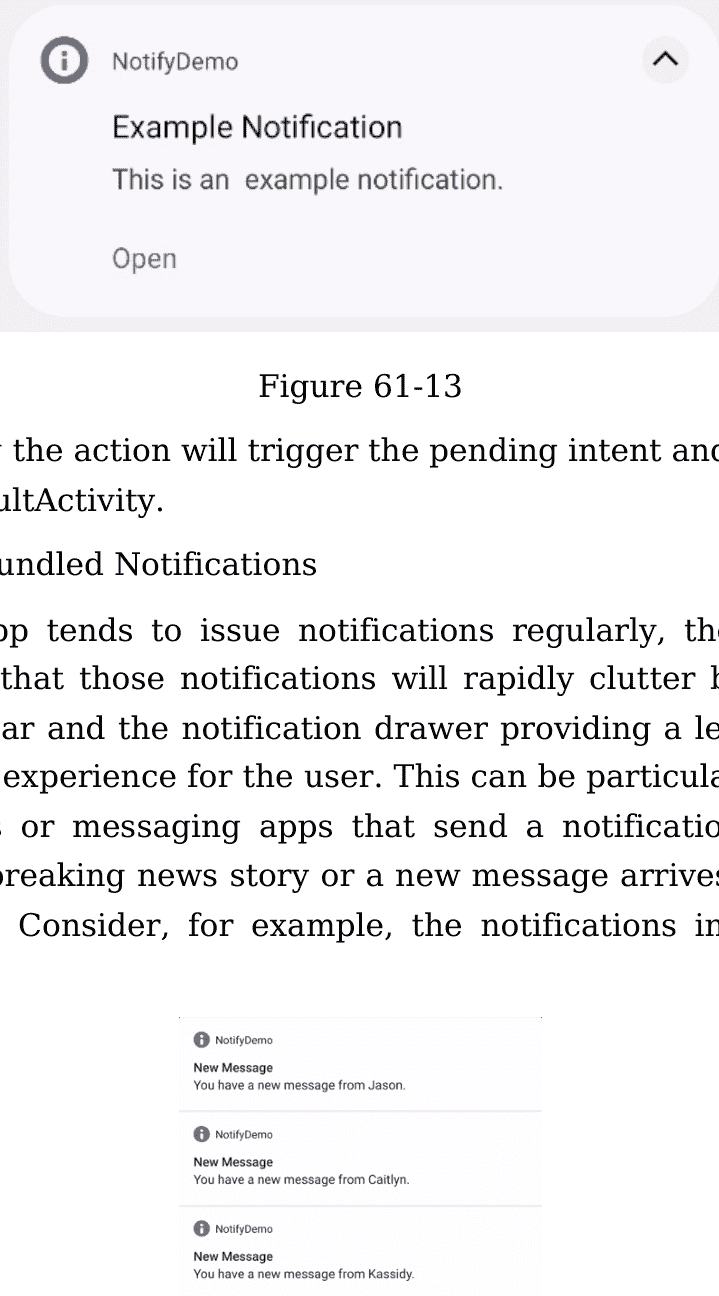 NotifyDemo
Example Notification
This is an  example notification.
Open
Figure 61-13
the action will trigger the pending intent and
ultActivity.
undled Notifications
pp tends to issue notifications regularly, the
that those notifications will rapidly clutter b
ar and the notification drawer providing a le
experience for the user. This can be particula
s or messaging apps that send a notificatio
breaking news story or a new message arrives
Consider, for example, the notifications in
NotifyDemo
New Message
You have a new message from Jason.
NotifyDemo
New Message
You have a new message from Caitlyn.
NotifyDemo
New Message
You have a new message from Kassidy.